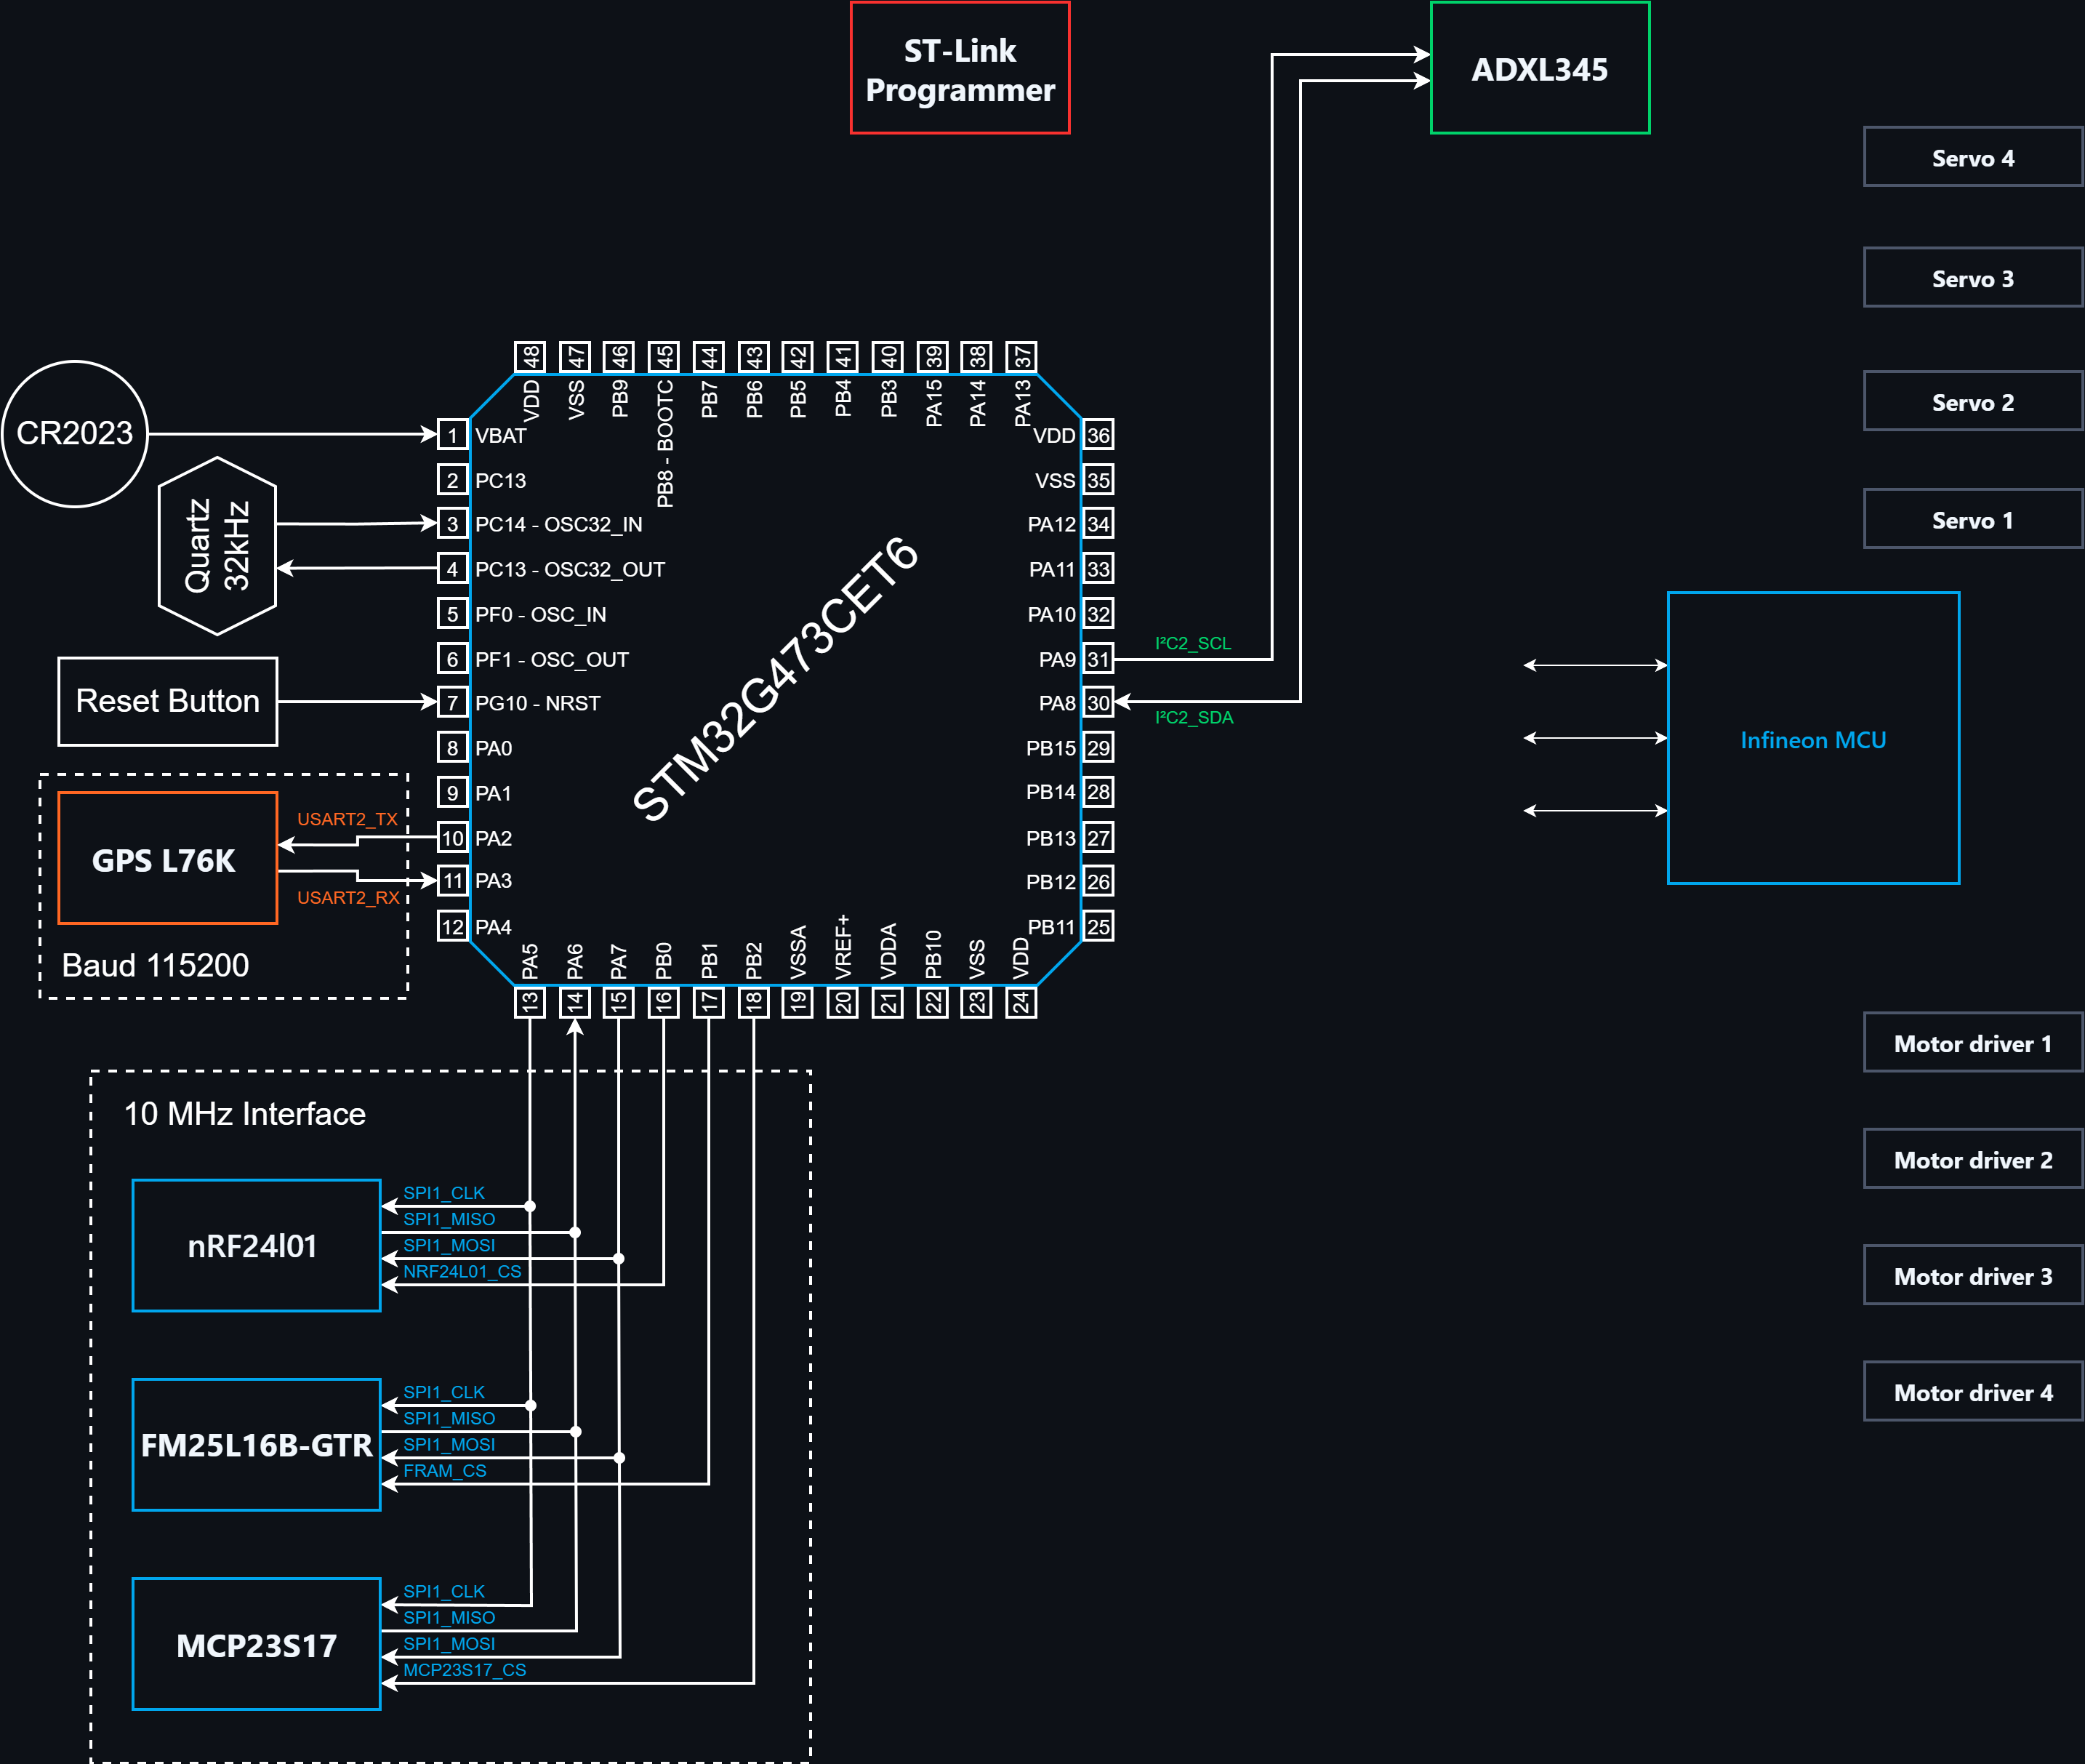 ST-Link
Programmer
ADXL345
Servo 4
Servo 3
Servo 2
Servo 1
CR2023
Quartz
32kHz
Reset Button
USART2_TX
GPS L76K
USART2_RX
Baud 115200
48
47
46
45
44
43
42
41
40
39
38
37
VDD
VSS
PB9
PB8 - BOOTC
PB7
PB6
PB5
PB4
PB3
PA15
PA14
PA13
1 VBAT
2 PC13
3 PC14 - OSC32_IN
4 PC13 - OSC32_OUT
5 PF0 - OSC_IN
6 PF1 - OSC_OUT
7 PG10 - NRST
8 PA0
9 PA1
10 PA2
11 PA3
12 PA4
STM32G473CET6
VDD 36
VSS 35
PA12 34
PA11 33
PA10 32
PA9 31
PA8 30
PB15 29
PB14 28
PB13 27
PB12 26
PB11 25
I²C2_SCL
I²C2_SDA
Infineon MCU
PA5
PA6
PA7
PB0
PB1
PB2
VSSA
VREF+
VDDA
PB10
VSS
VDD
13
14
15
16
17
18
19
20
21
22
23
24
10 MHz Interface
nRF24l01
SPI1_CLK
SPI1_MISO
SPI1_MOSI
NRF24L01_CS
FM25L16B-GTR
SPI1_CLK
SPI1_MISO
SPI1_MOSI
FRAM_CS
MCP23S17
SPI1_CLK
SPI1_MISO
SPI1_MOSI
MCP23S17_CS
Motor driver 1
Motor driver 2
Motor driver 3
Motor driver 4